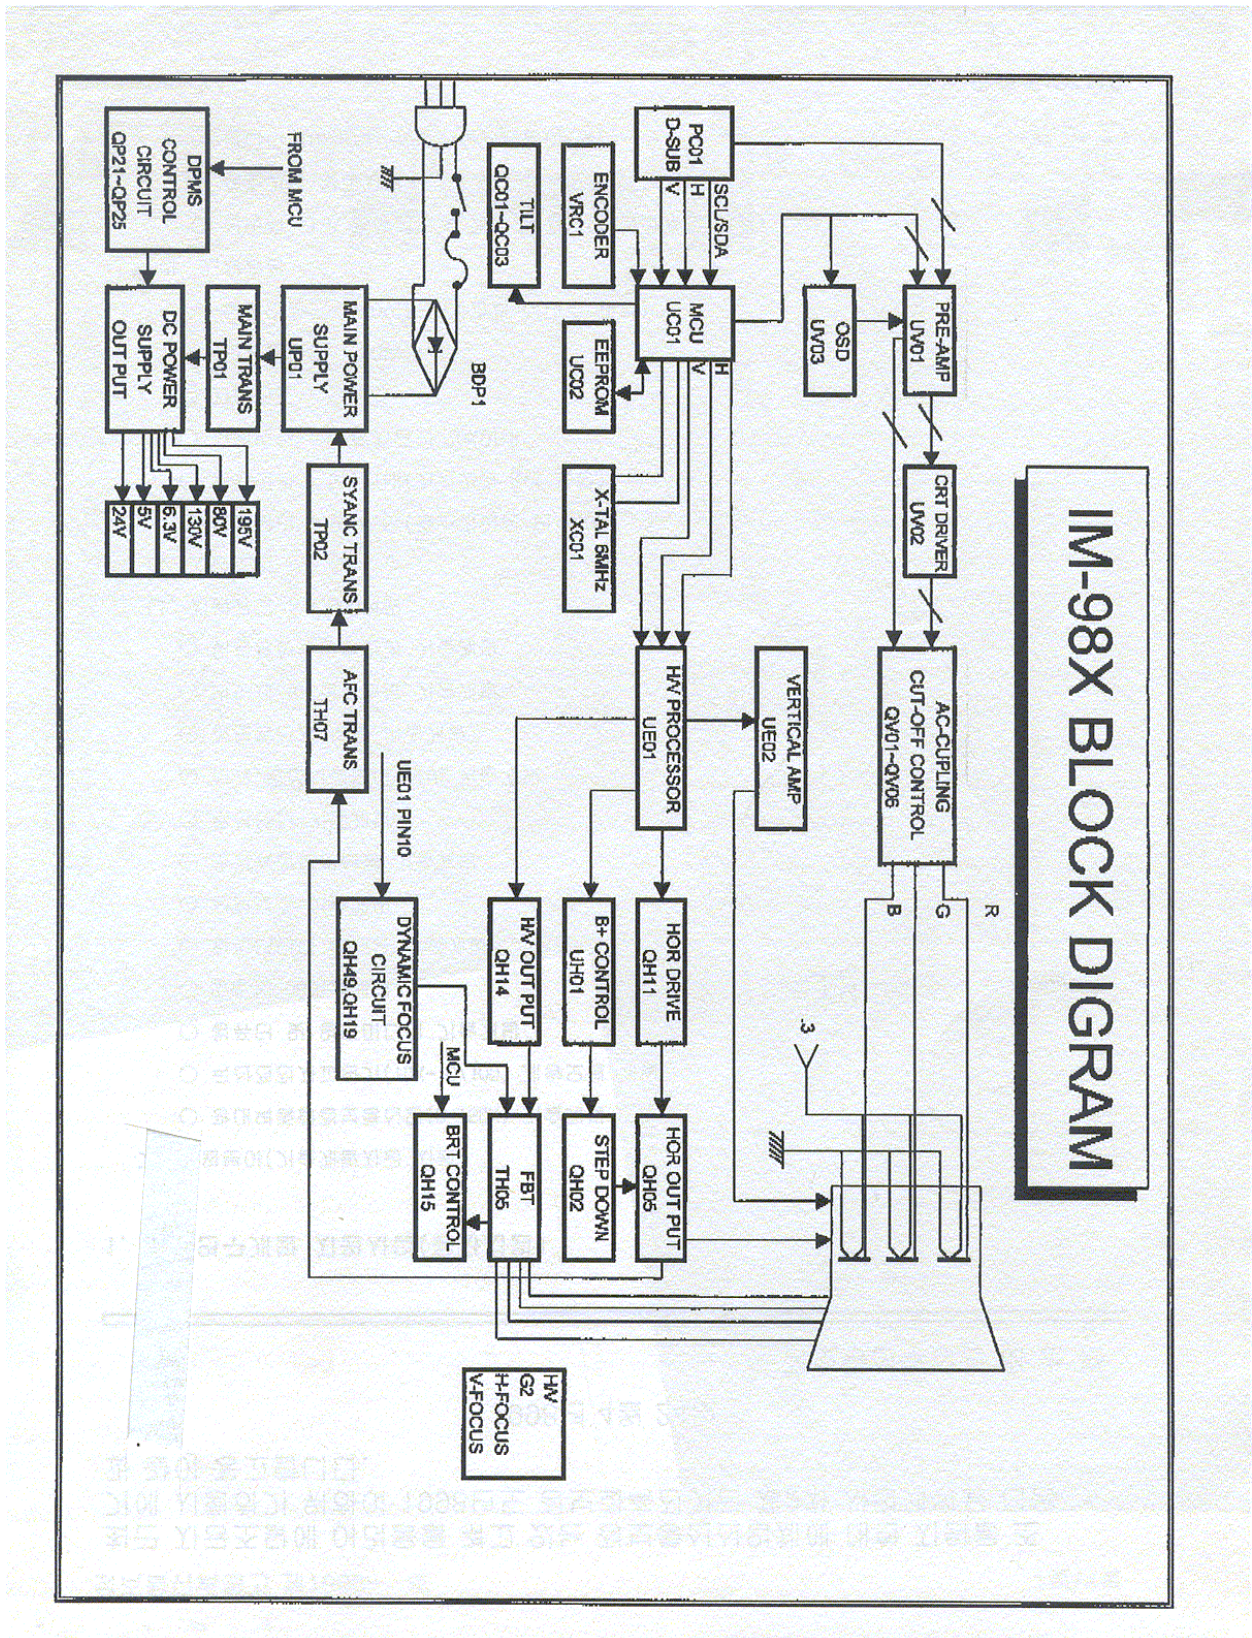 IM-98X BLOCK DIGRAM
PC01
D-SUB
SCL/SDA
H
V
ENCODER
VRC1
TILT
QC01~QC03
PRE-AMP
UV01
OSD
UV03
MCU
UC01
H
V
EEPROM
UC02
CRT DRIVER
UV02
X-TAL 6MHz
XC01
AC-CUPLING
CUT-OFF CONTROL
QV01~QV06
R
G
B
VERTICAL AMP
UE02
H/V PROCESSOR
UE01
HOR DRIVE
QH11
B+ CONTROL
UH01
H/V OUT PUT
QH14
HOR OUT PUT
QH05
STEP DOWN
QH02
FBT
TH05
BRT CONTROL
QH15
MCU
DYNAMIC FOCUS
CIRCUIT
QH49,QH19
UE01 PIN10
.3
H/V
G2
H-FOCUS
V-FOCUS
BDP1
FROM MCU
DPMS
CONTROL
CIRCUIT
QP21~QP25
MAIN POWER
SUPPLY
UP01
MAIN TRANS
TP01
DC POWER
SUPPLY
OUT PUT
SYANC TRANS
TP02
AFC TRANS
TH07
195V
80V
130V
6.3V
5V
24V